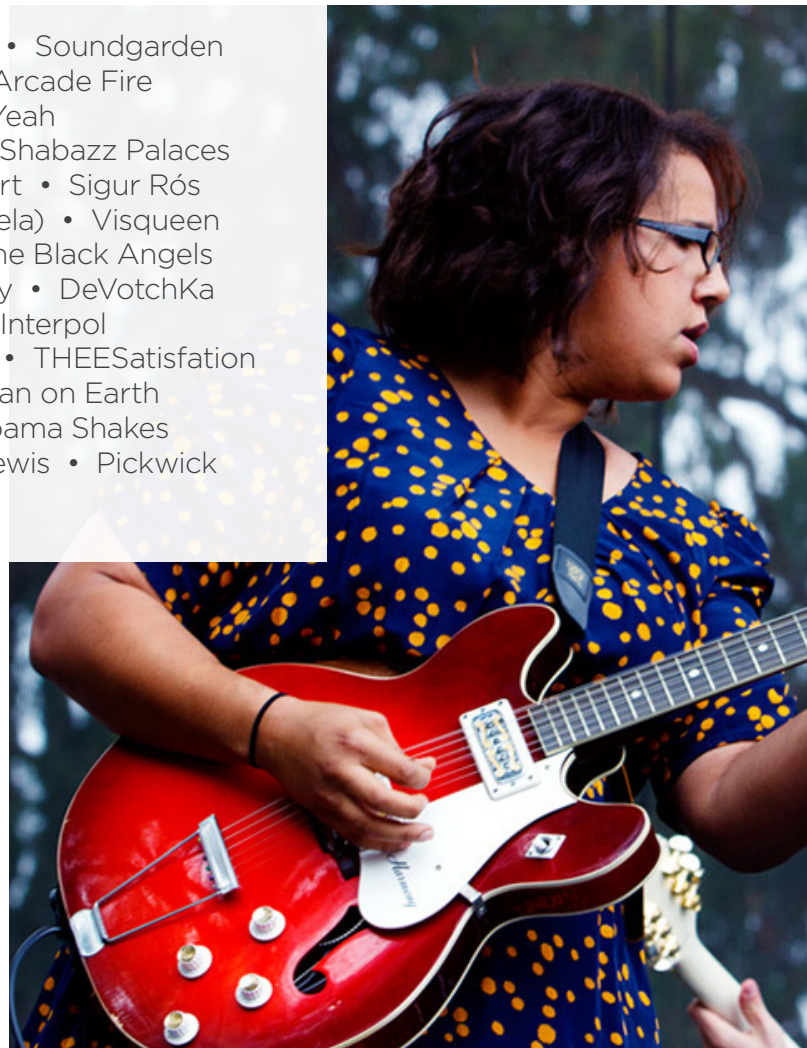 • Soundgarden
Arcade Fire
Yeah
Shabazz Palaces
rt • Sigur Rós
ela) • Visqueen
he Black Angels
y • DeVotchKa
Interpol
• THEESatisfation
an on Earth
bama Shakes
ewis • Pickwick
Harmony